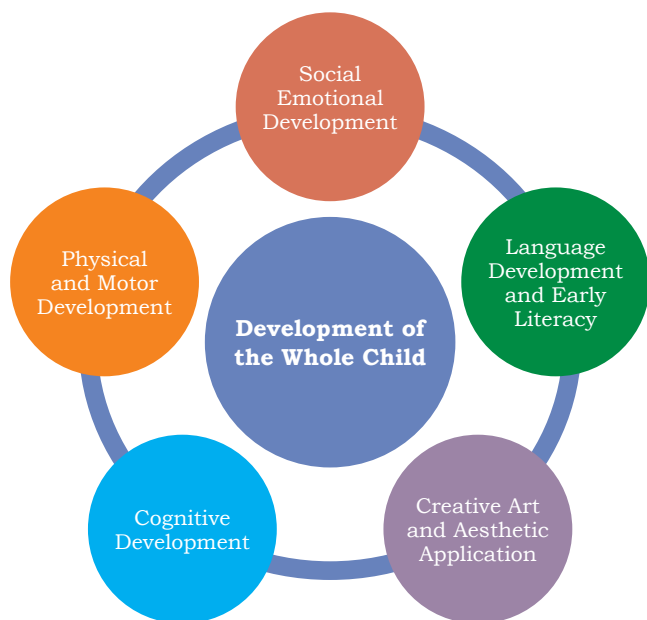 Social
Emotional
Development
Language
Development
and Early
Literacy
Creative Art
and Aesthetic
Application
Cognitive
Development
Physical
and Motor
Development
Development of
the Whole Child